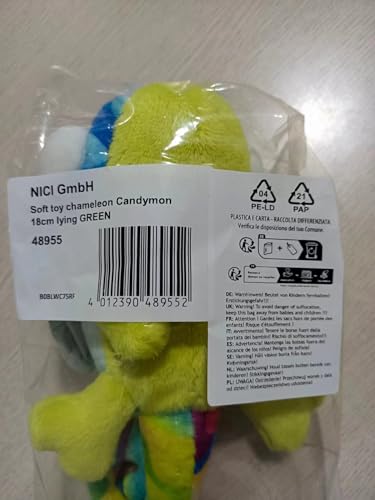 NICI GmbH
Soft toy chameleon Candymon
18cm lying GREEN
48955
B0BLWC75RF
4 012390 489552
04
PE-LD
21
PAP
PLASTICA E CARTA - RACCOLTA DIFFERENZIATA
Verifica le disposizione del tuo Comune.
DE: Warnhinweis! Beutel von Kindern fernhalten!
Erstickungsgefahr!!!
UK: Warning! To avoid danger of suffocation,
keep this bag away from babies and children !!!
FR: Attention ! Gardez les sacs hors de portée des
enfants! Risque d'étouffement !
IT: Avvertimento! Tenere le borse fuori dalla
portata dei bambini! Rischio di soffocamento!
ES: Advertencia! Mantenga las bolsas fuera del
alcance de los niños! Peligro de asfixia!
SE: Varning! Håll väskor borta från barn!
Kvävningsrisk!
NL: Waarschuwing! Houd tassen buiten bereik van
kinderen! Stikkingsgevaar!
PL: (UWAGA) Ostrzeżenie! Przechowuj worek z dala
od dzieci! Niebezpieczeństwo uduszenia!